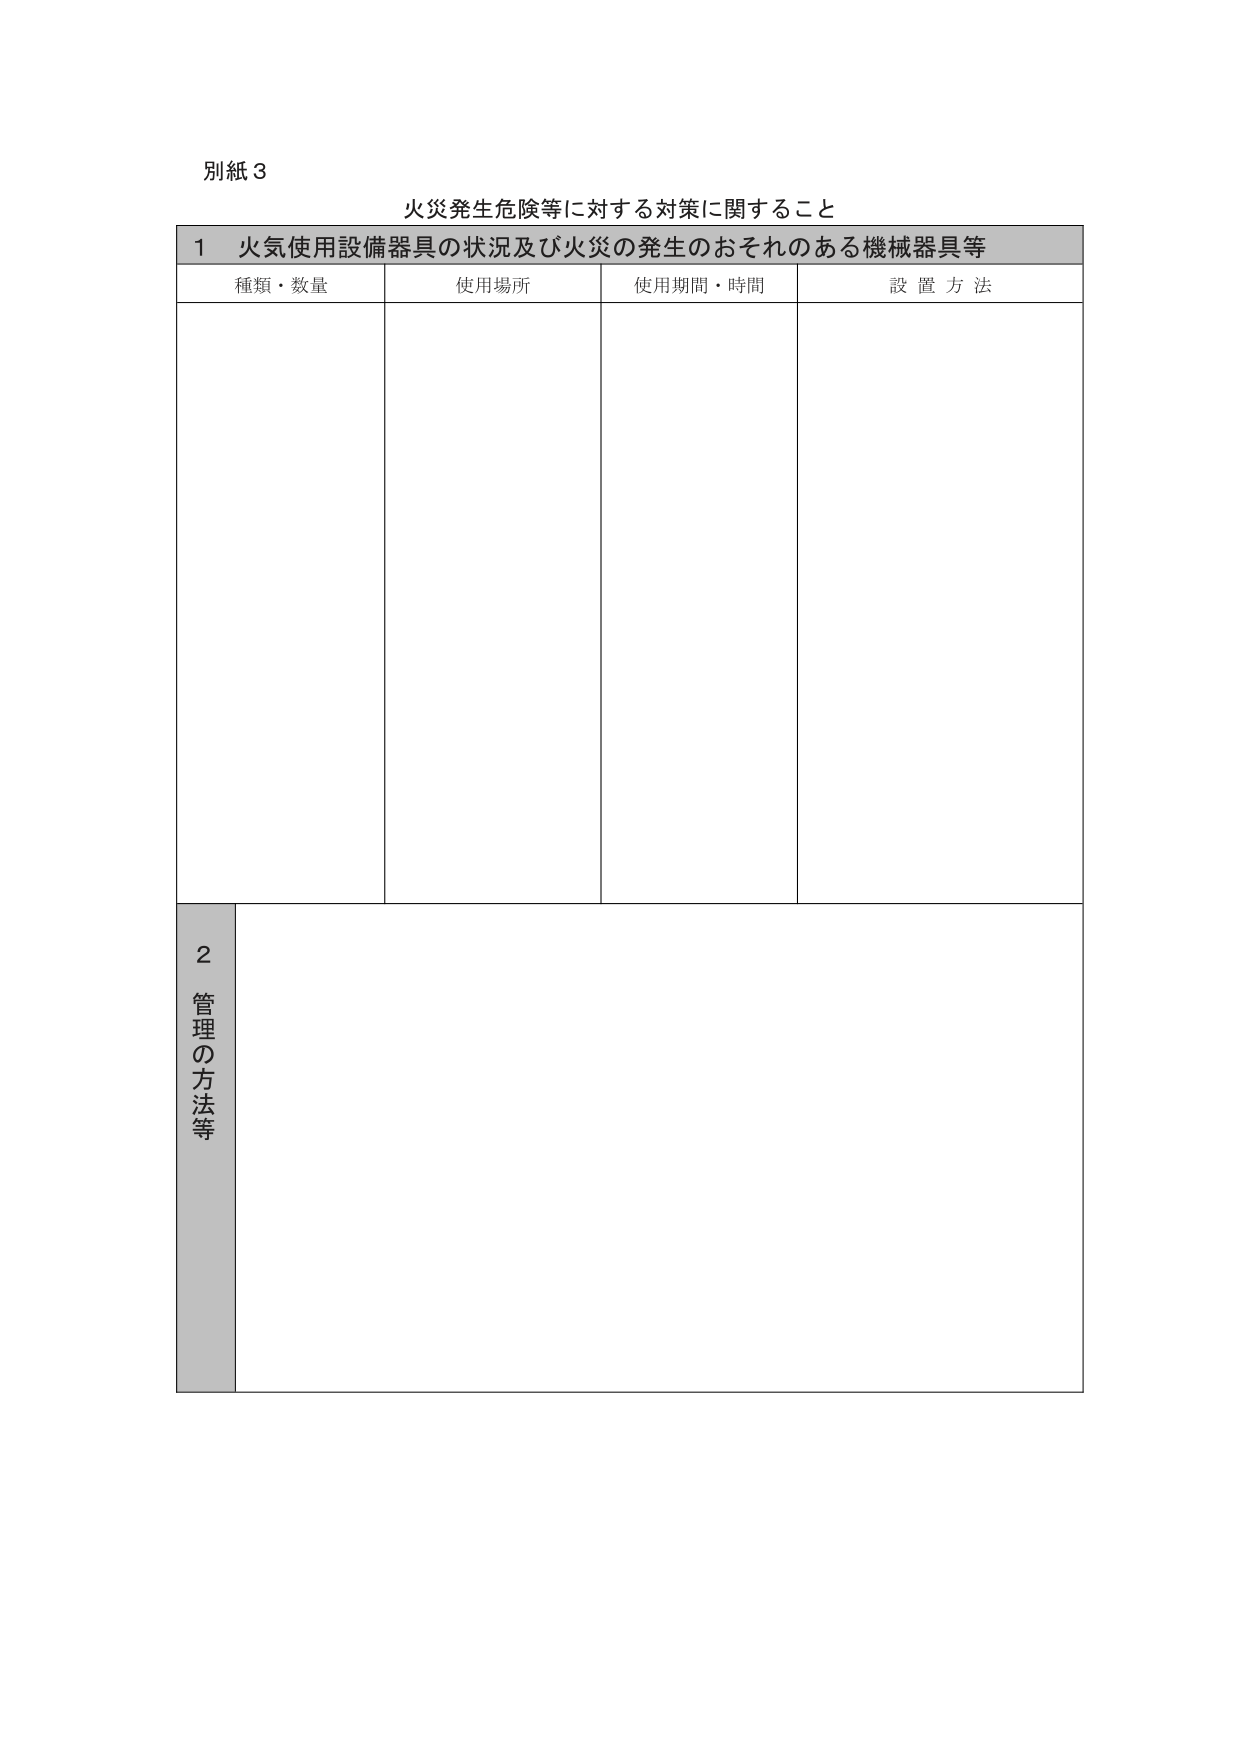 別紙３
火災発生危険等に対する対策に関すること
１　火気使用設備器具の状況及び火災の発生のおそれのある機械器具等
種類・数量　使用場所　使用期間・時間　設 置 方 法
２　管理の方法等